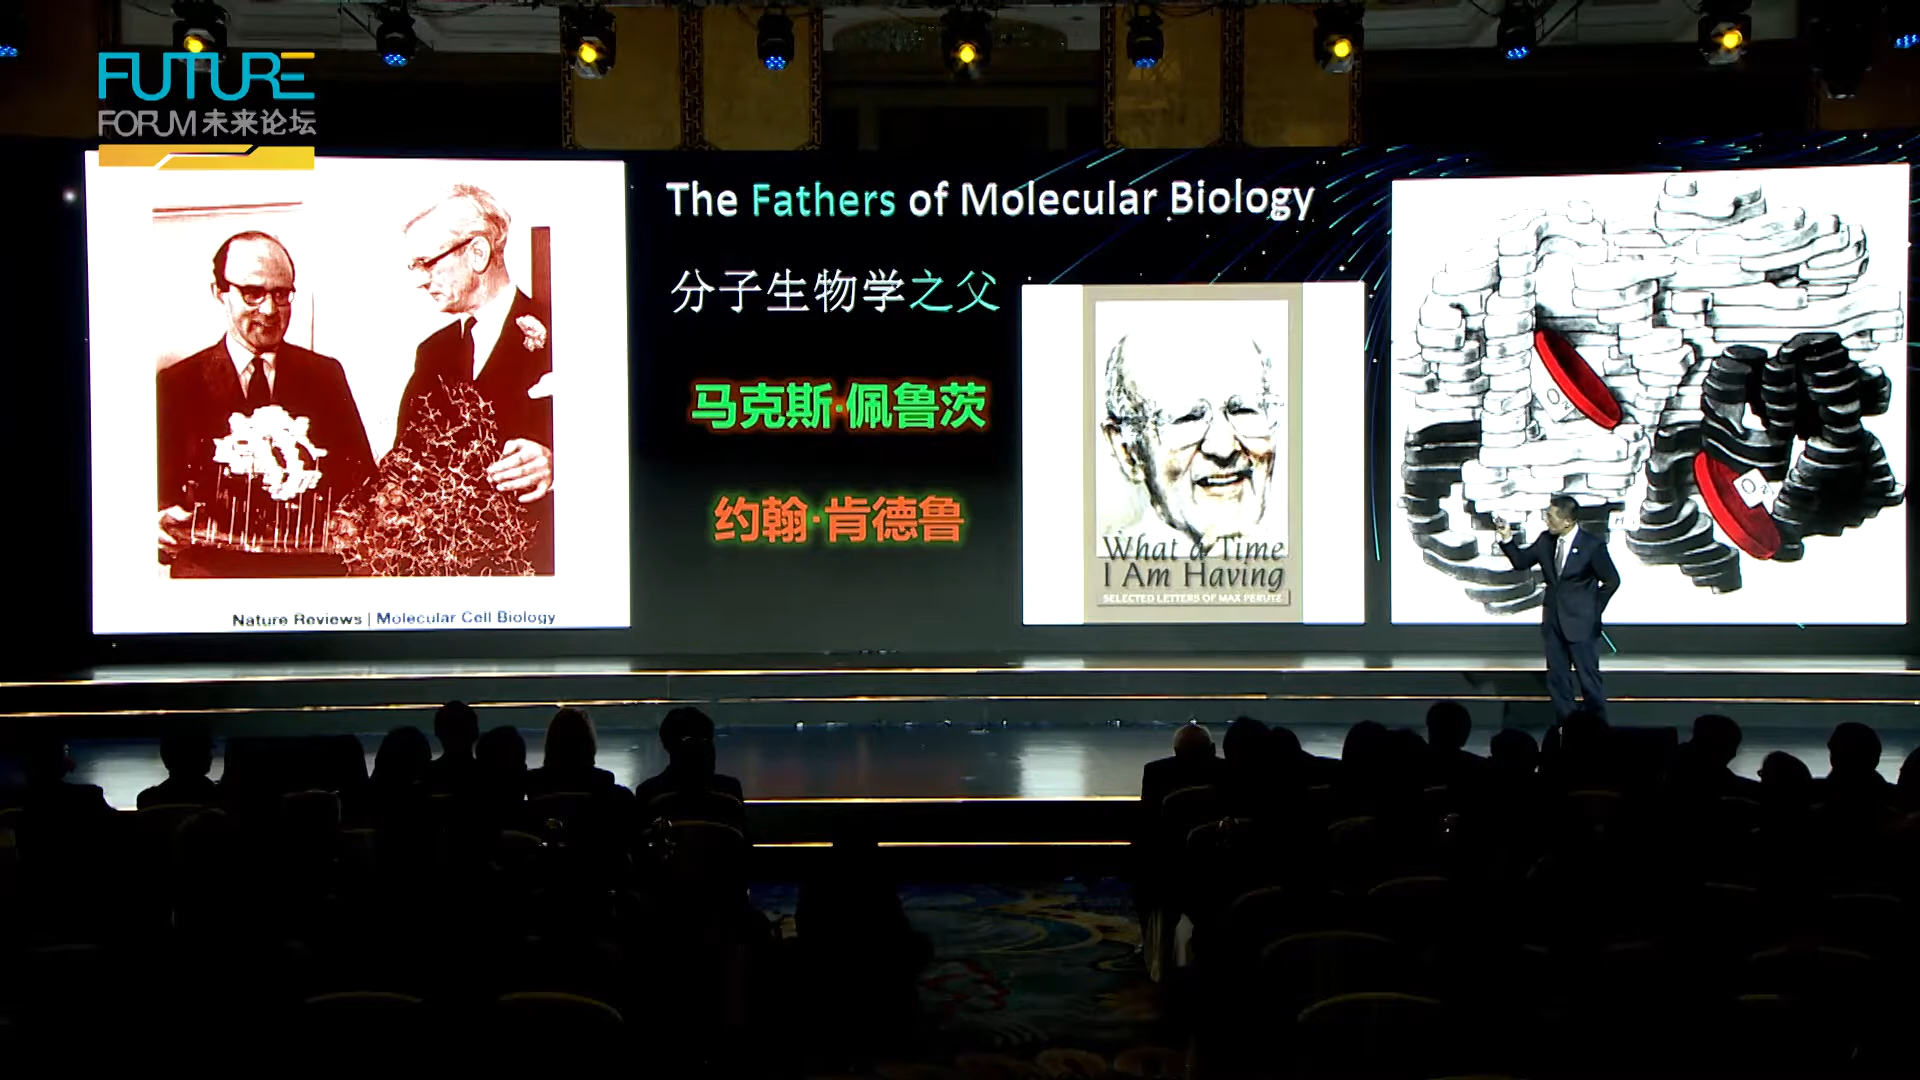 FUTURE
FORUM 未来论坛
The Fathers of Molecular Biology
分子生物学之父
马克斯·佩鲁茨
约翰·肯德鲁
Nature Reviews | Molecular Cell Biology
What a Time
I Am Having
SELECTED LETTERS OF MAX PERUTZ
O2
O2